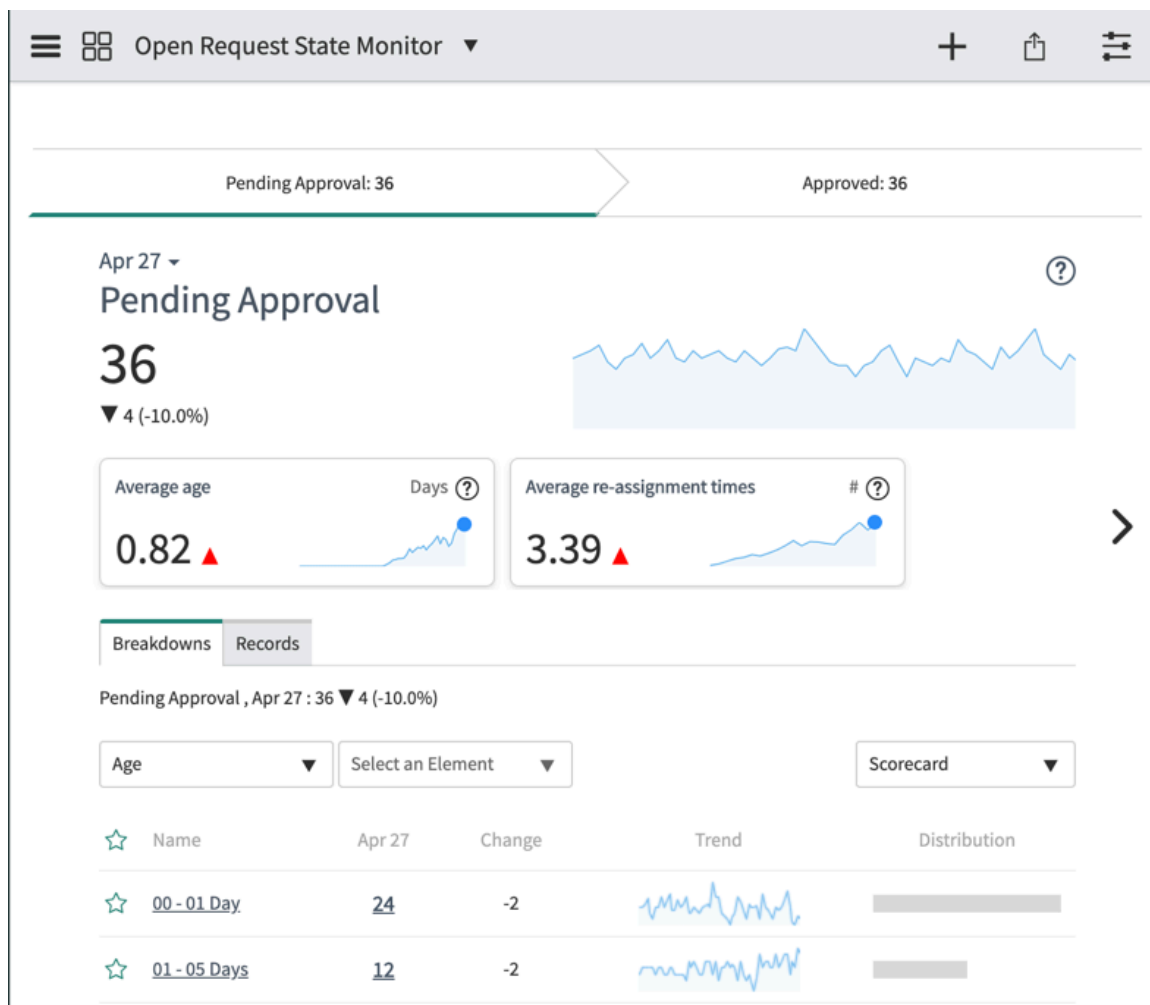 Open Request State Monitor ▼
Pending Approval: 36
Approved: 36
Apr 27
Pending Approval
36
▼ 4 (-10.0%)
Average age Days ?
0.82 ▲
Average re-assignment times # ?
3.39 ▲
Breakdowns Records
Pending Approval , Apr 27 : 36 ▼ 4 (-10.0%)
Age ▼ Select an Element ▼ Scorecard ▼
Name Apr 27 Change Trend Distribution
00 - 01 Day 24 -2
01 - 05 Days 12 -2